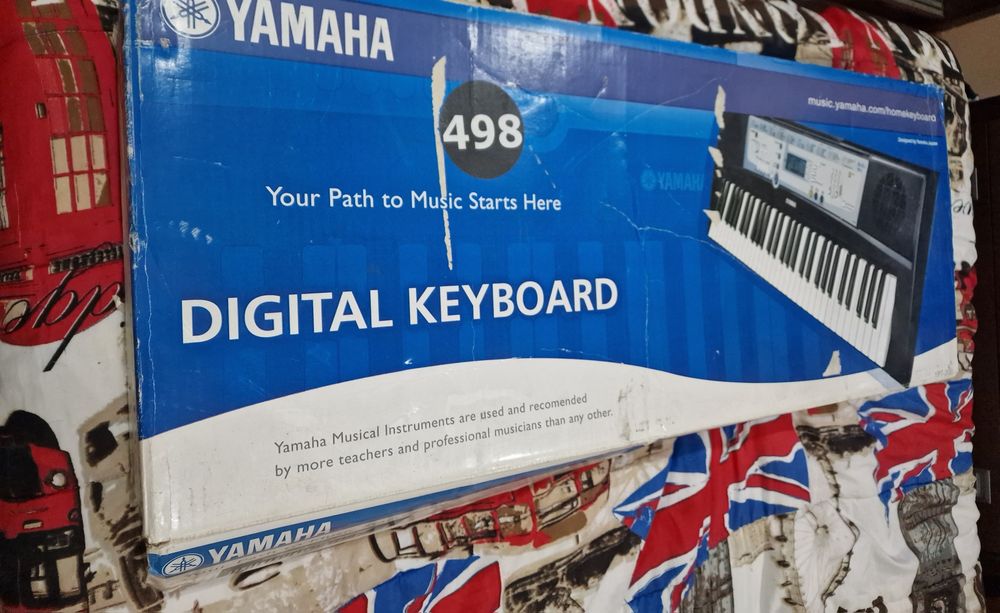 YAMAHA
music.yamaha.com/homekeyboard
498
Your Path to Music Starts Here
YAMAHA
DIGITAL KEYBOARD
Yamaha Musical Instruments are used and recomended
by more teachers and professional musicians than any other.
YAMAHA